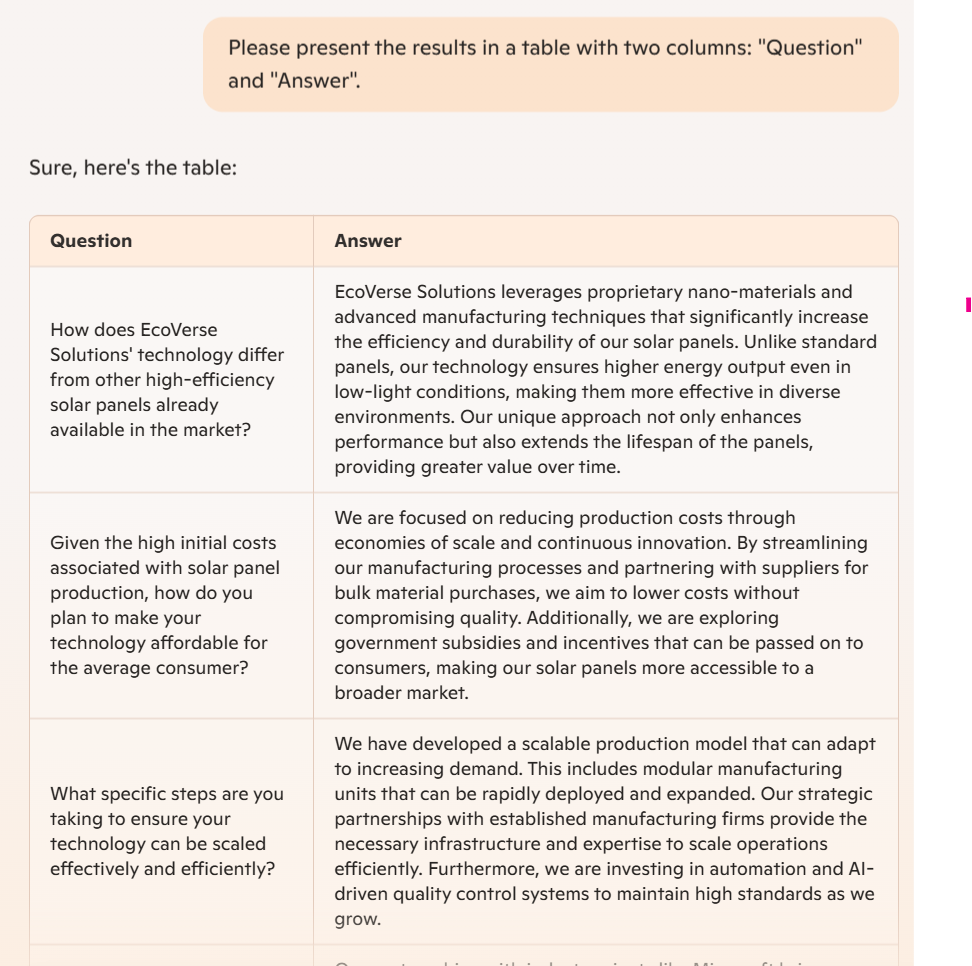 Please present the results in a table with two columns: "Question"
and "Answer".
Sure, here's the table:
Question
Answer
How does EcoVerse
Solutions' technology differ
from other high-efficiency
solar panels already
available in the market?
EcoVerse Solutions leverages proprietary nano-materials and
advanced manufacturing techniques that significantly increase
the efficiency and durability of our solar panels. Unlike standard
panels, our technology ensures higher energy output even in
low-light conditions, making them more effective in diverse
environments. Our unique approach not only enhances
performance but also extends the lifespan of the panels,
providing greater value over time.
Given the high initial costs
associated with solar panel
production, how do you
plan to make your
technology affordable for
the average consumer?
We are focused on reducing production costs through
economies of scale and continuous innovation. By streamlining
our manufacturing processes and partnering with suppliers for
bulk material purchases, we aim to lower costs without
compromising quality. Additionally, we are exploring
government subsidies and incentives that can be passed on to
consumers, making our solar panels more accessible to a
broader market.
What specific steps are you
taking to ensure your
technology can be scaled
effectively and efficiently?
We have developed a scalable production model that can adapt
to increasing demand. This includes modular manufacturing
units that can be rapidly deployed and expanded. Our strategic
partnerships with established manufacturing firms provide the
necessary infrastructure and expertise to scale operations
efficiently. Furthermore, we are investing in automation and AI-
driven quality control systems to maintain high standards as we
grow.